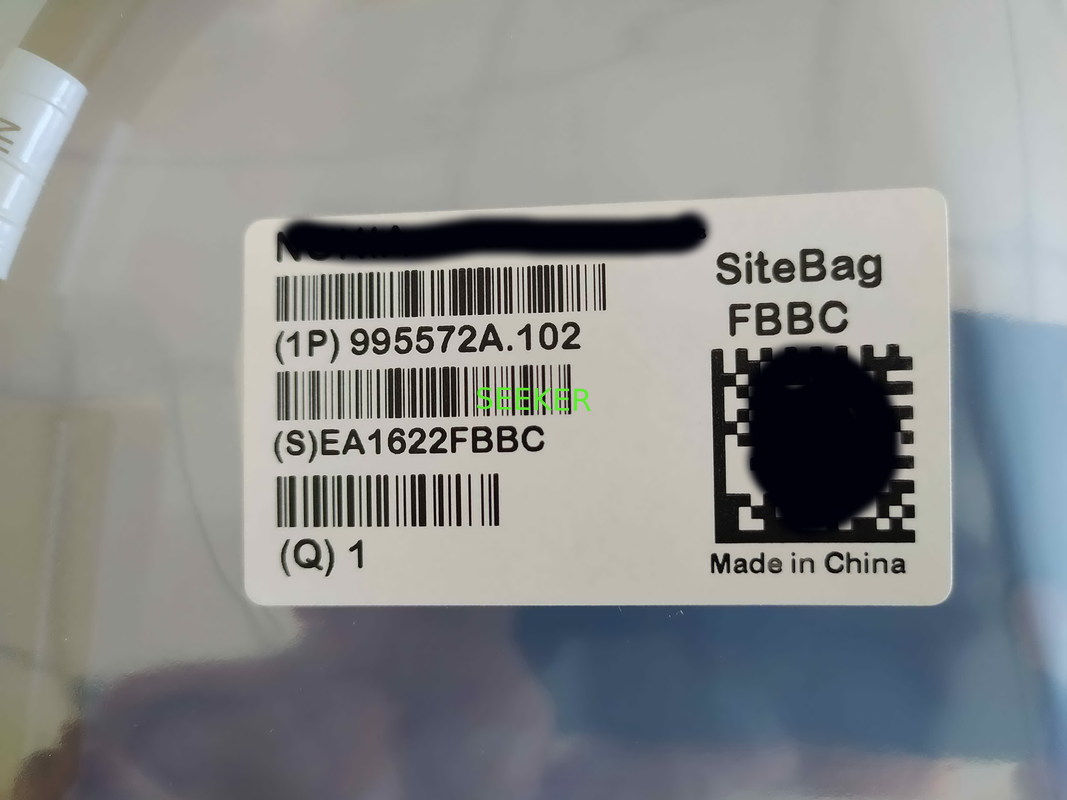 SiteBag
FBBC
(1P) 995572A.102
SEEKER
(S)EA1622FBBC
(Q) 1
Made in China